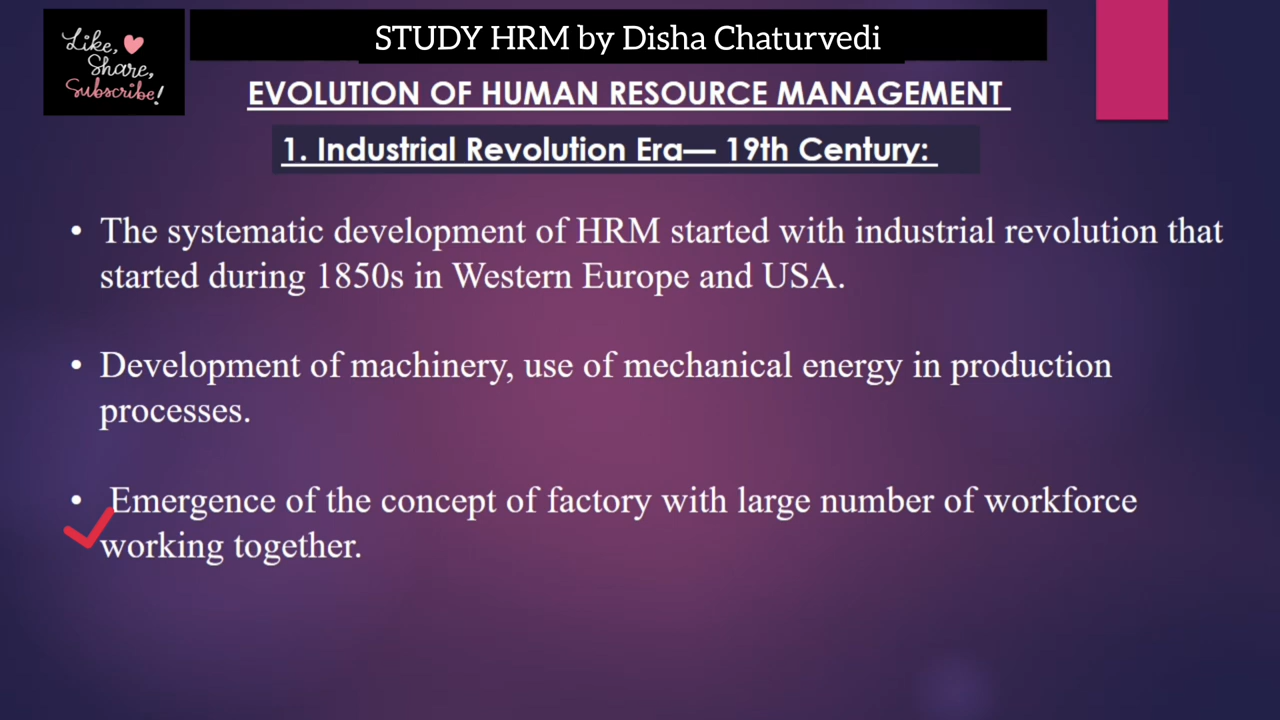 Like,
Share,
Subscribe!
STUDY HRM by Disha Chaturvedi
EVOLUTION OF HUMAN RESOURCE MANAGEMENT
1. Industrial Revolution Era— 19th Century:
• The systematic development of HRM started with industrial revolution that
started during 1850s in Western Europe and USA.
• Development of machinery, use of mechanical energy in production
processes.
• Emergence of the concept of factory with large number of workforce
working together.